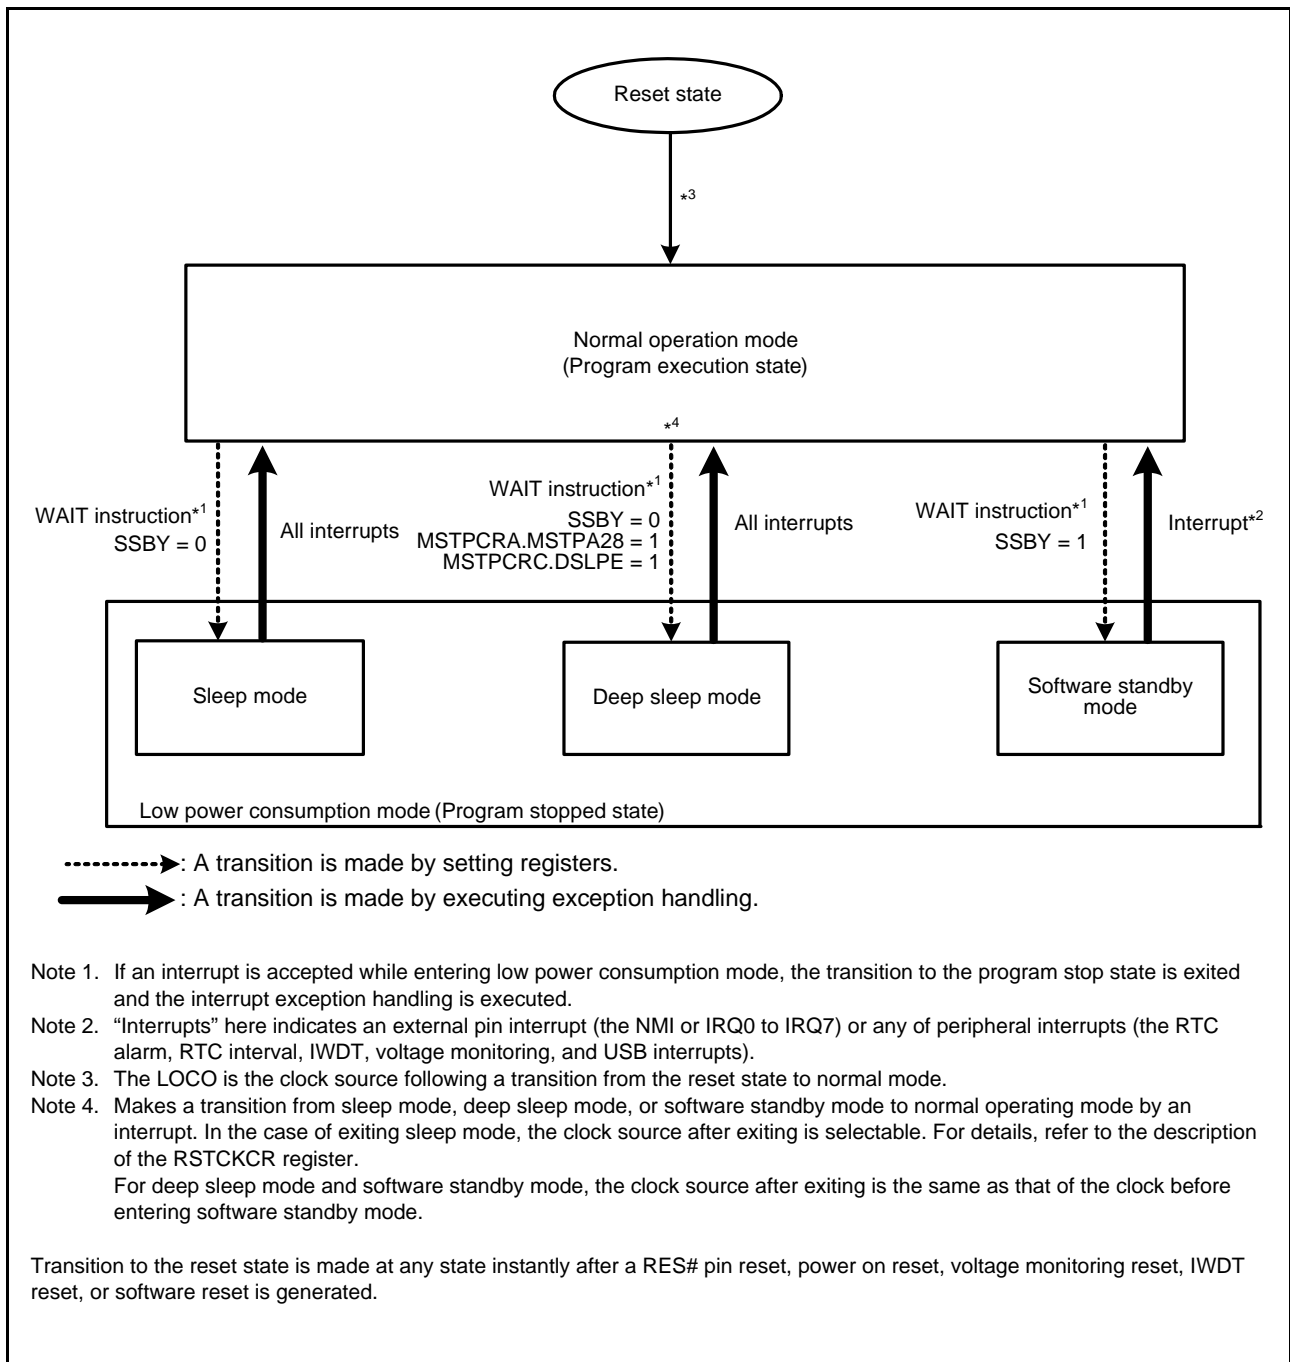 Reset state
*3
Normal operation mode
(Program execution state)
*4
WAIT instruction*1
SSBY = 0
All interrupts
WAIT instruction*1
SSBY = 0
MSTPCRA.MSTPA28 = 1
MSTPCRC.DSLPE = 1
All interrupts
WAIT instruction*1
SSBY = 1
Interrupt*2
Sleep mode
Deep sleep mode
Software standby
mode
Low power consumption mode (Program stopped state)
: A transition is made by setting registers.
: A transition is made by executing exception handling.
Note 1. If an interrupt is accepted while entering low power consumption mode, the transition to the program stop state is exited
and the interrupt exception handling is executed.
Note 2. “Interrupts” here indicates an external pin interrupt (the NMI or IRQ0 to IRQ7) or any of peripheral interrupts (the RTC
alarm, RTC interval, IWDT, voltage monitoring, and USB interrupts).
Note 3. The LOCO is the clock source following a transition from the reset state to normal mode.
Note 4. Makes a transition from sleep mode, deep sleep mode, or software standby mode to normal operating mode by an
interrupt. In the case of exiting sleep mode, the clock source after exiting is selectable. For details, refer to the description
of the RSTCKCR register.
For deep sleep mode and software standby mode, the clock source after exiting is the same as that of the clock before
entering software standby mode.
Transition to the reset state is made at any state instantly after a RES# pin reset, power on reset, voltage monitoring reset, IWDT
reset, or software reset is generated.